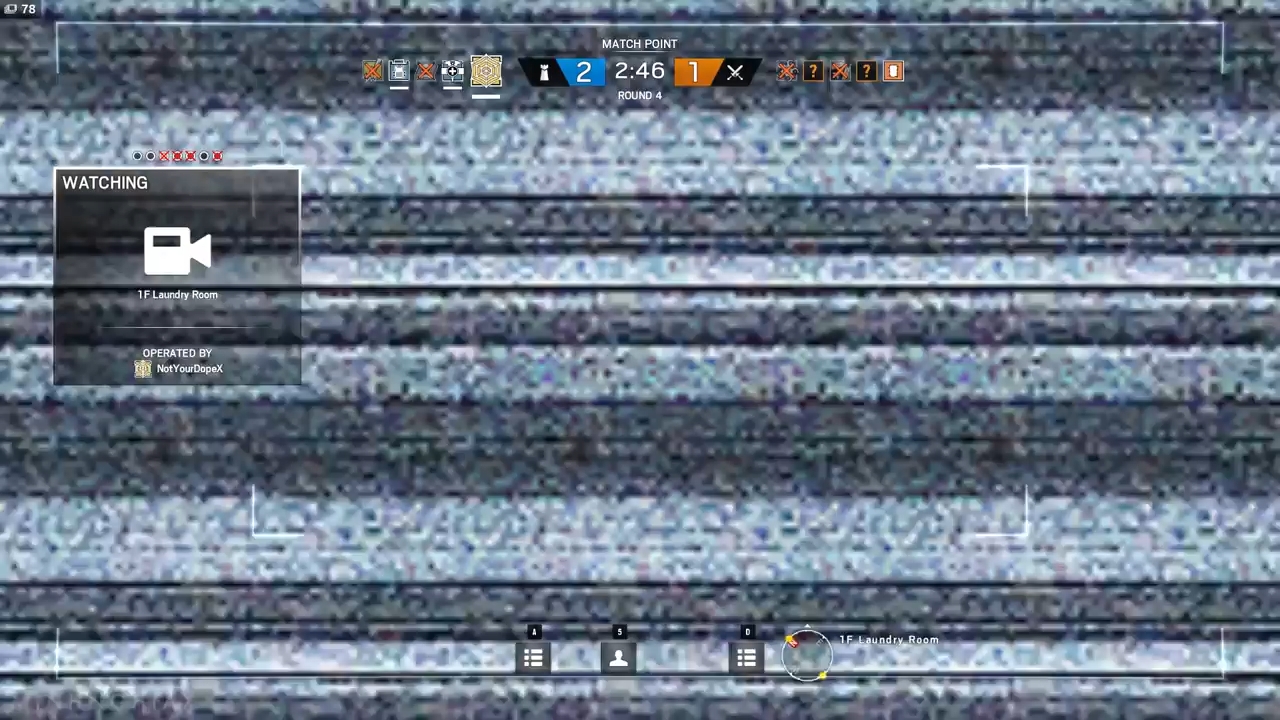 78
MATCH POINT
2 2:46 1
? ?
ROUND 4
WATCHING
1F Laundry Room
OPERATED BY
NotYourDopeX
A S D
1F Laundry Room